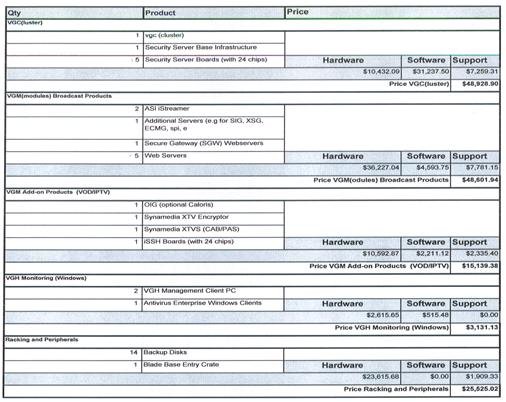 Qty Product Price
VGC(luster)
1 vgc (cluster)
1 Security Server Base Infrastructure
5 Security Server Boards (with 24 chips) Hardware Software Support
$10,432.09 $31,237.50 $7,259.31
Price VGC(luster) $48,928.90
VGM(modules) Broadcast Products
2 ASI iStreamer
1 Additional Servers (e.g for SIG, XSG,
ECMG, spi, e
1 Secure Gateway (SGW) Webservers
5 Web Servers Hardware Software Support
$36,227.04 $4,593.75 $7,781.15
Price VGM(odules) Broadcast Products $48,601.94
VGM Add-on Products (VOD/IPTV)
1 OIG (optional Caloris)
1 Synamedia XTV Encryptor
1 Synamedia XTVS (CAB/PAS)
1 iSSH Boards (with 24 chips) Hardware Software Support
$10,592.87 $2,211.12 $2,335.40
Price VGM Add-on Products (VOD/IPTV) $15,139.38
VGH Monitoring (Windows)
2 VGH Management Client PC
1 Antivirus Enterprise Windows Clients Hardware Software Support
$2,615.65 $515.48 $0.00
Price VGH Monitoring (Windows) $3,131.13
Racking and Peripherals
14 Backup Disks
1 Blade Base Entry Crate Hardware Software Support
$23,615.68 $0.00 $1,909.33
Price Racking and Peripherals $25,525.02